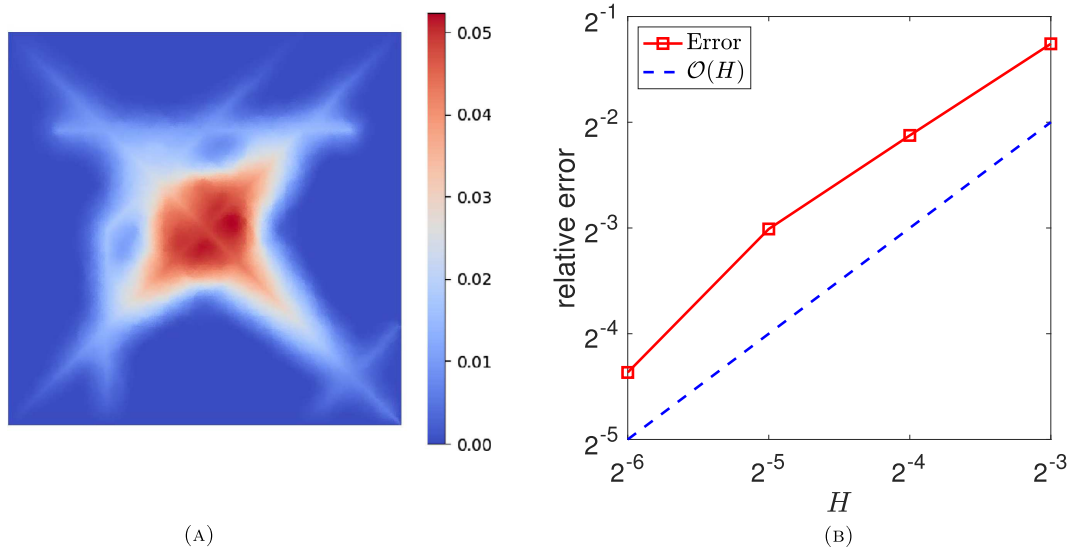 0.05
0.04
0.03
0.02
0.01
0.00
(A)
Error
O(H)
relative error
2^-1
2^-2
2^-3
2^-4
2^-5
2^-6 2^-5 2^-4 2^-3
H
(B)